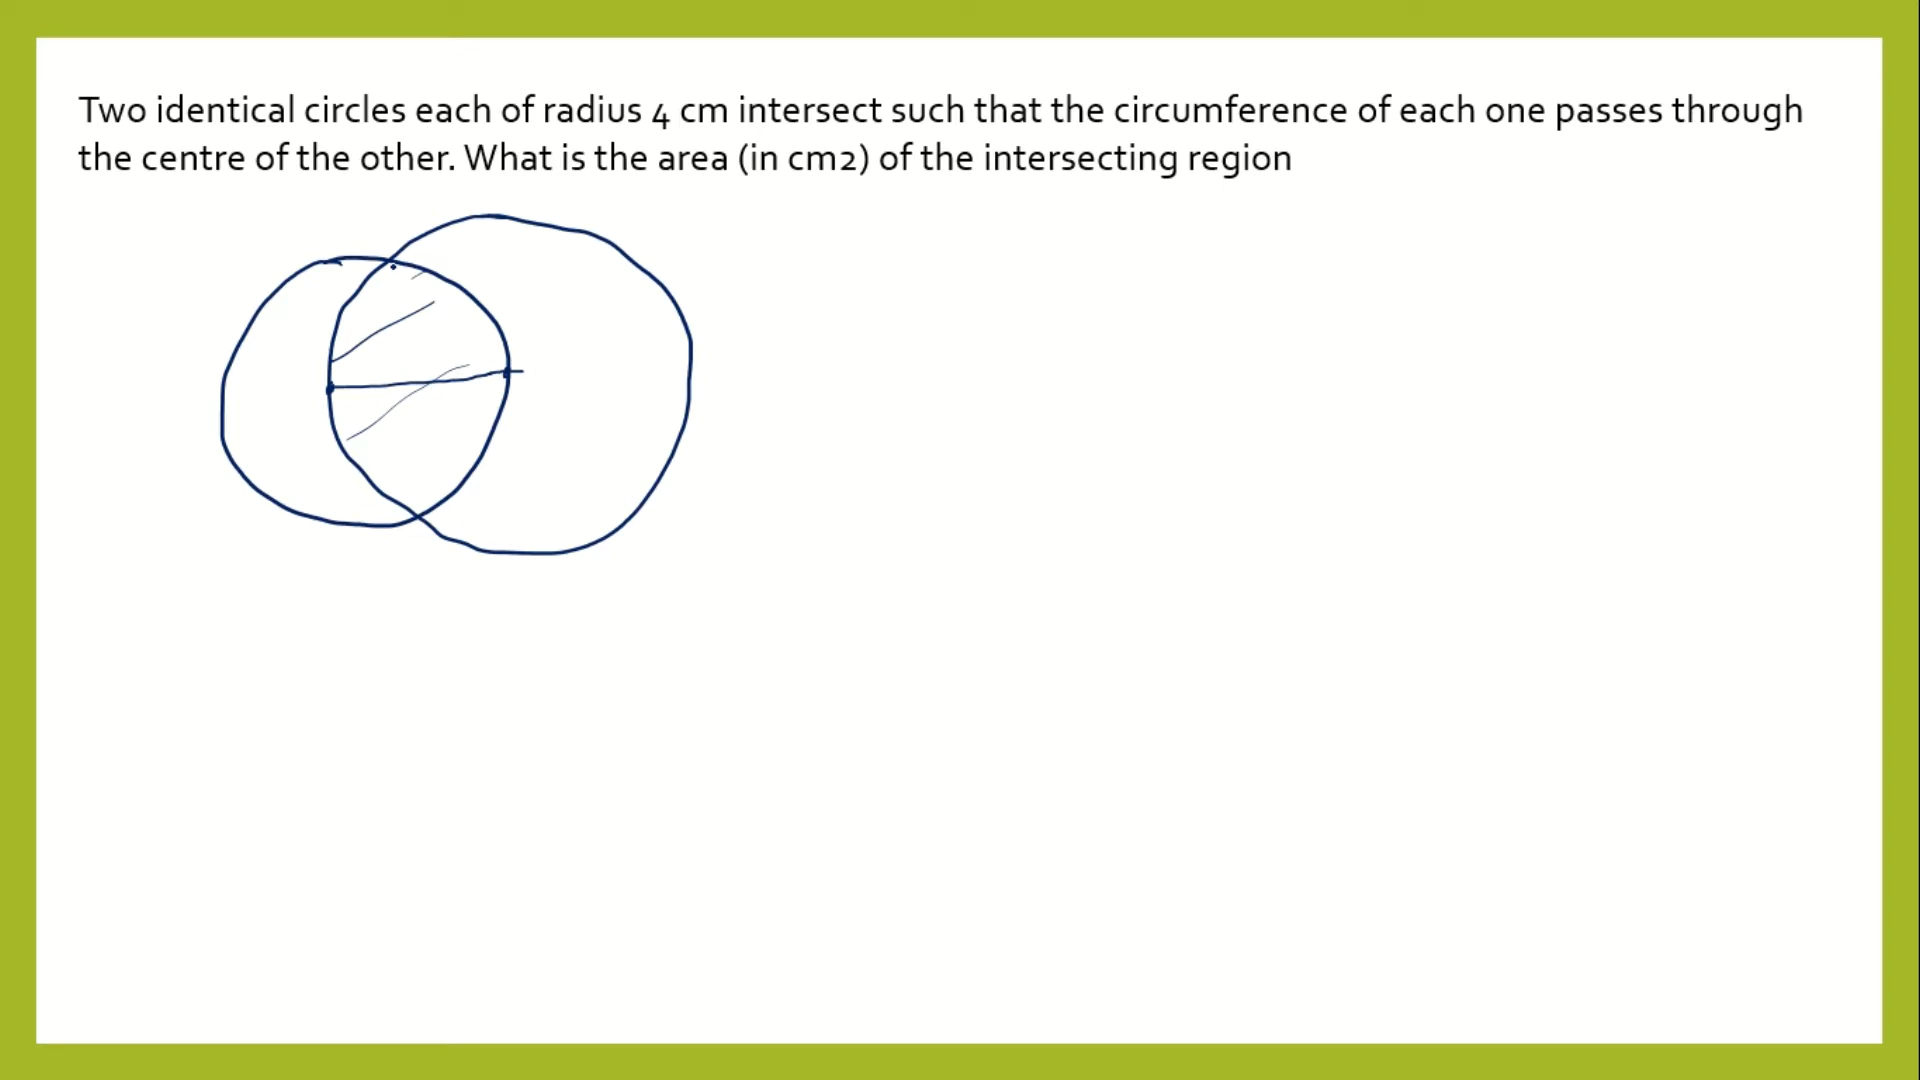 Two identical circles each of radius 4 cm intersect such that the circumference of each one passes through
the centre of the other. What is the area (in cm2) of the intersecting region